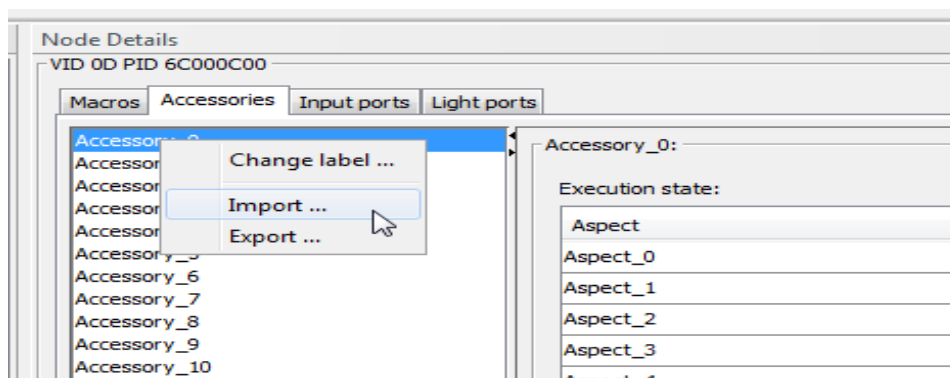 Node Details
VID 0D PID 6C000C00
Macros Accessories Input ports Light ports
Change label ...
Import ...
Export ...
Accessory_6
Accessory_7
Accessory_8
Accessory_9
Accessory_10
Accessory_0:
Execution state:
Aspect
Aspect_0
Aspect_1
Aspect_2
Aspect_3